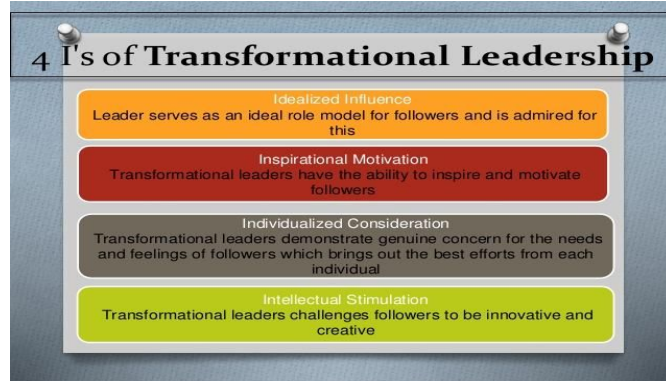 4 I's of Transformational Leadership
Idealized Influence
Leader serves as an ideal role model for followers and is admired for
this
Inspirational Motivation
Transformational leaders have the ability to inspire and motivate
followers
Individualized Consideration
Transformational leaders demonstrate genuine concern for the needs
and feelings of followers which brings out the best efforts from each
individual
Intellectual Stimulation
Transformational leaders challenges followers to be innovative and
creative